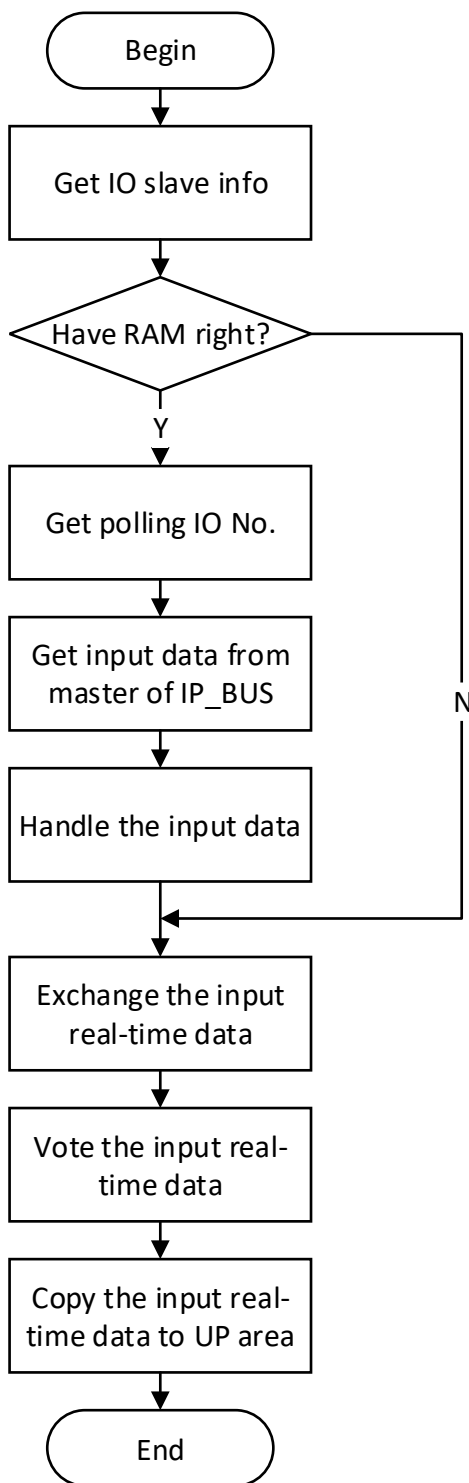 Begin
Get IO slave info
Have RAM right?
Y
Get polling IO No.
Get input data from
master of IP_BUS
N
Handle the input data
Exchange the input
real-time data
Vote the input real-
time data
Copy the input real-
time data to UP area
End